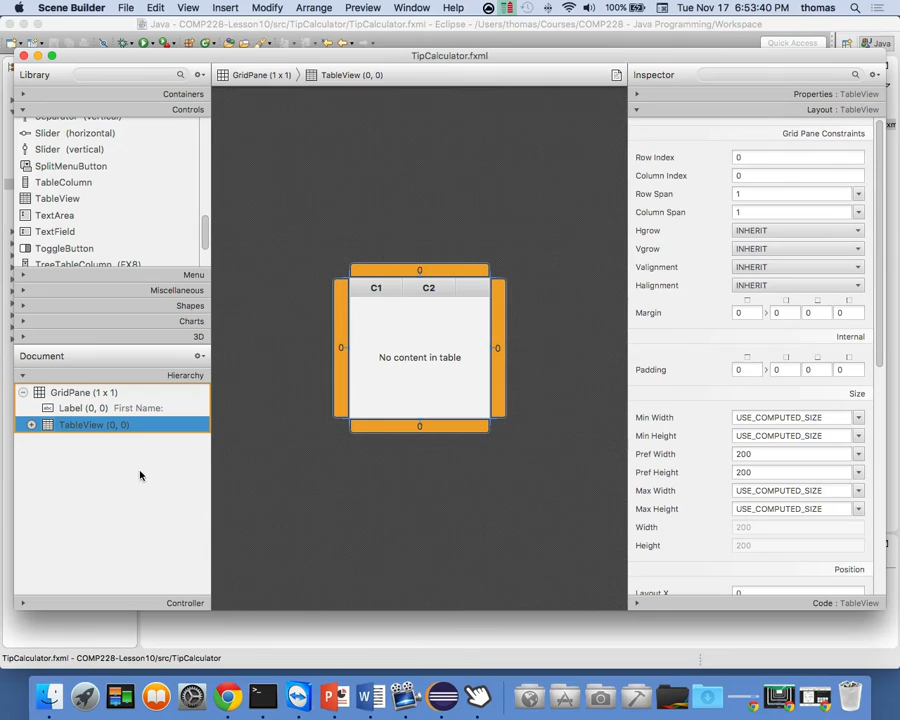 Scene Builder File Edit View Insert Modify Arrange Preview Window Help 100% Tue Nov 17 6:53:40 PM thomas
Java - COMP228-Lesson10/src/TipCalculator/TipCalculator.fxml - Eclipse - /Users/thomas/Courses/COMP228 - Java Programming/Workspace
Quick Access Java
TipCalculator.fxml
Library
GridPane (1 x 1) TableView (0, 0)
Inspector
Containers
Controls
Separator (vertical)
Slider (horizontal)
Slider (vertical)
SplitMenuButton
TableColumn
TableView
TextArea
TextField
ToggleButton
TreeTableColumn (FX8)
Menu
Miscellaneous
Shapes
Charts
3D
Document
Hierarchy
GridPane (1 x 1)
Label (0, 0) First Name:
TableView (0, 0)
Controller
0
C1 C2
0 No content in table 0
0
Properties : TableView
Layout : TableView
Grid Pane Constraints
Row Index 0
Column Index 0
Row Span 1
Column Span 1
Hgrow INHERIT
Vgrow INHERIT
Valignment INHERIT
Halignment INHERIT
Margin 0 0 0 0
Internal
Padding 0 0 0 0
Size
Min Width USE_COMPUTED_SIZE
Min Height USE_COMPUTED_SIZE
Pref Width 200
Pref Height 200
Max Width USE_COMPUTED_SIZE
Max Height USE_COMPUTED_SIZE
Width 200
Height 200
Position
Layout X 0
Code : TableView
TipCalculator.fxml - COMP228-Lesson10/src/TipCalculator